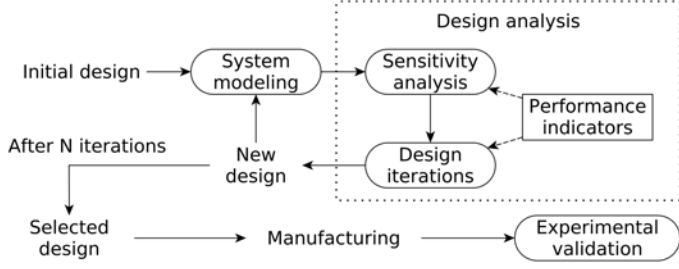 Design analysis
Initial design
System
modeling
Sensitivity
analysis
Performance
indicators
After N iterations
New
design
Design
iterations
Selected
design
Manufacturing
Experimental
validation